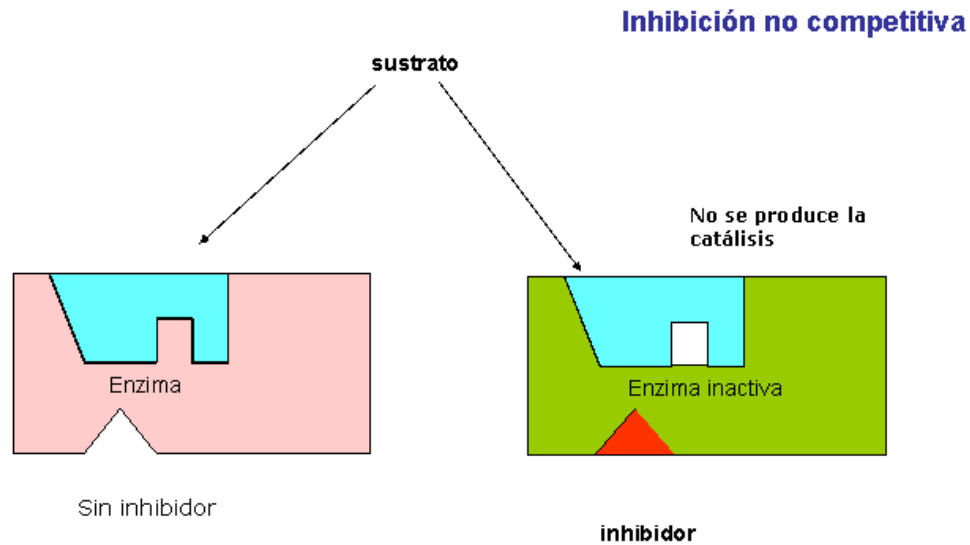 Inhibición no competitiva
sustrato
No se produce la
catálisis
Enzima
Enzima inactiva
Sin inhibidor
inhibidor